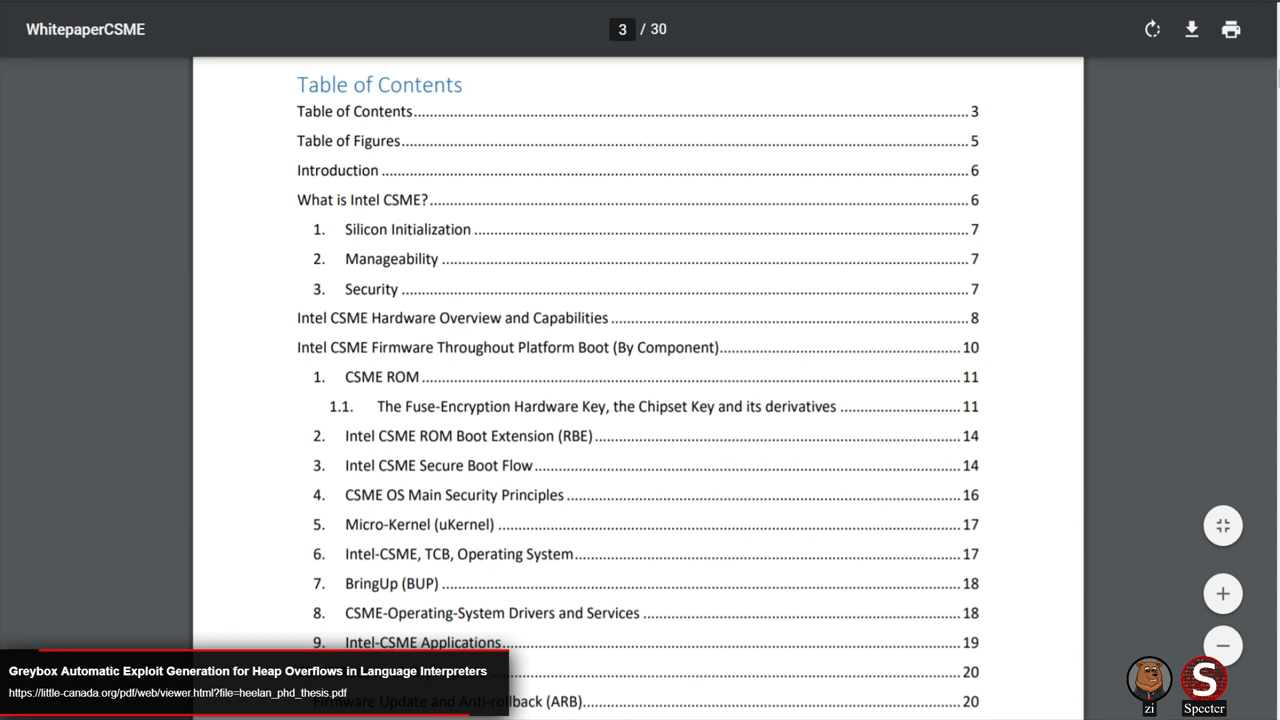 WhitepaperCSME
3 / 30
Table of Contents
Table of Contents 3
Table of Figures 5
Introduction 6
What is Intel CSME? 6
1. Silicon Initialization 7
2. Manageability 7
3. Security 7
Intel CSME Hardware Overview and Capabilities 8
Intel CSME Firmware Throughout Platform Boot (By Component) 10
1. CSME ROM 11
1.1. The Fuse-Encryption Hardware Key, the Chipset Key and its derivatives 11
2. Intel CSME ROM Boot Extension (RBE) 14
3. Intel CSME Secure Boot Flow 14
4. CSME OS Main Security Principles 16
5. Micro-Kernel (uKernel) 17
6. Intel-CSME, TCB, Operating System 17
7. BringUp (BUP) 18
8. CSME-Operating-System Drivers and Services 18
9. Intel-CSME Applications 19
20
Firmware Update and Anti-rollback (ARB) 20
Greybox Automatic Exploit Generation for Heap Overflows in Language Interpreters
https://little-canada.org/pdf/web/viewer.html?file=heelan_phd_thesis.pdf
zi
S
Specter